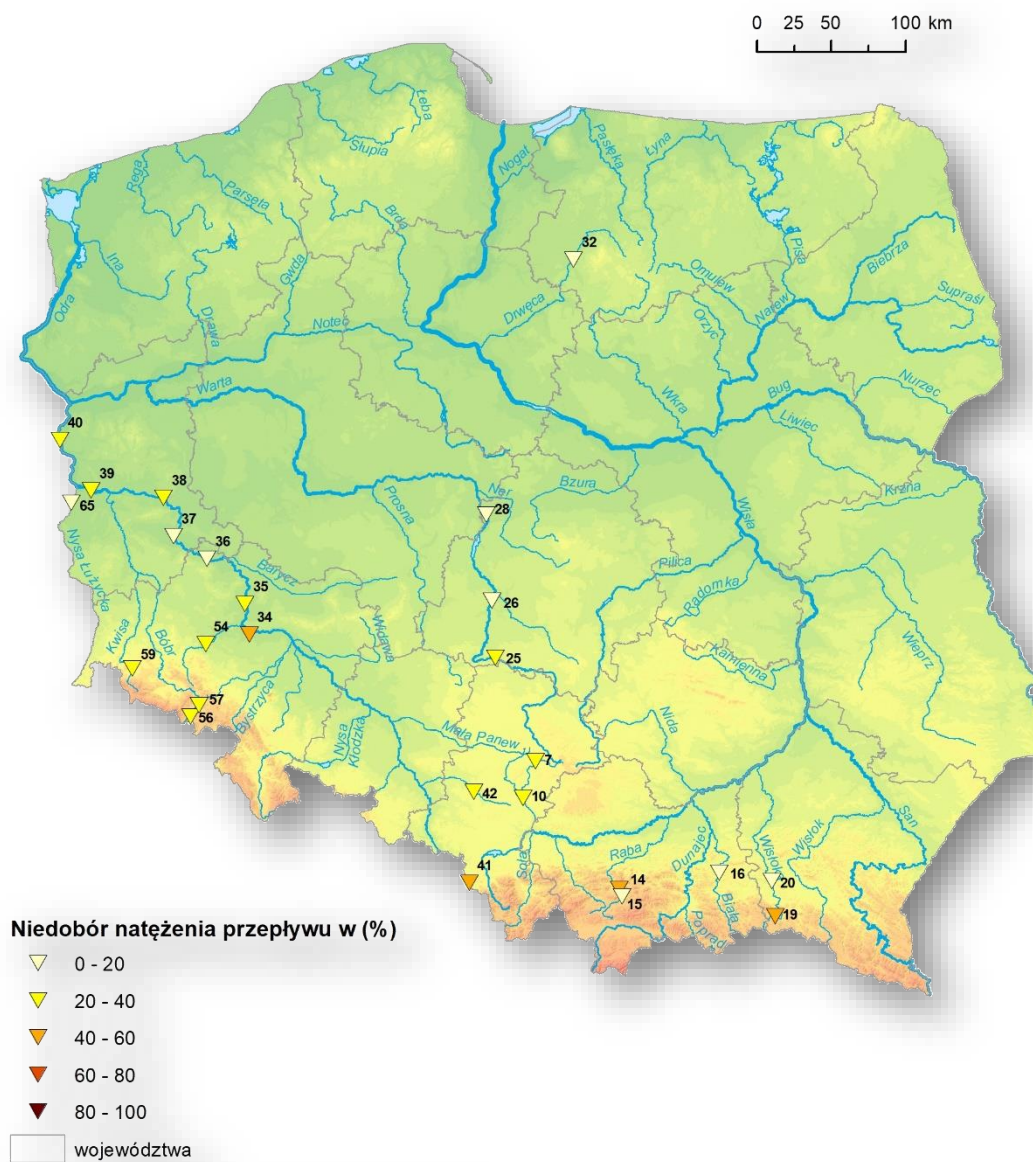 0 25 50 100 km
Łeba
Słupia
Rega
Parsęta
Nogat
Pasłęka
Łyna
Brda
Ina
Gwda
Pisa
Biebrza
32
Omulew
Supraśl
Odra
Drawa
Drwęca
Orzyc
Narew
Noteć
Warta
Wkra
Bug
Nurzec
Liwiec
40
39
38
65
Prosna
Ner
28
Bzura
Krzna
37
36
Nysa Łużycka
Barycz
Wisła
Pilica
35
26
Radomka
34
54
Widawa
Kwisa
Bóbr
59
25
Kamienna
Wieprz
57
56
Bystrzyca
Nysa
Kłodzka
Mała Panew
7
Nida
42
10
San
41
Soła
Raba
14
15
Dunajec
16
Biała
Poprad
Wisłok
Wisłok
20
19
Niedobór natężenia przepływu w (%)
0 - 20
20 - 40
40 - 60
60 - 80
80 - 100
województwa